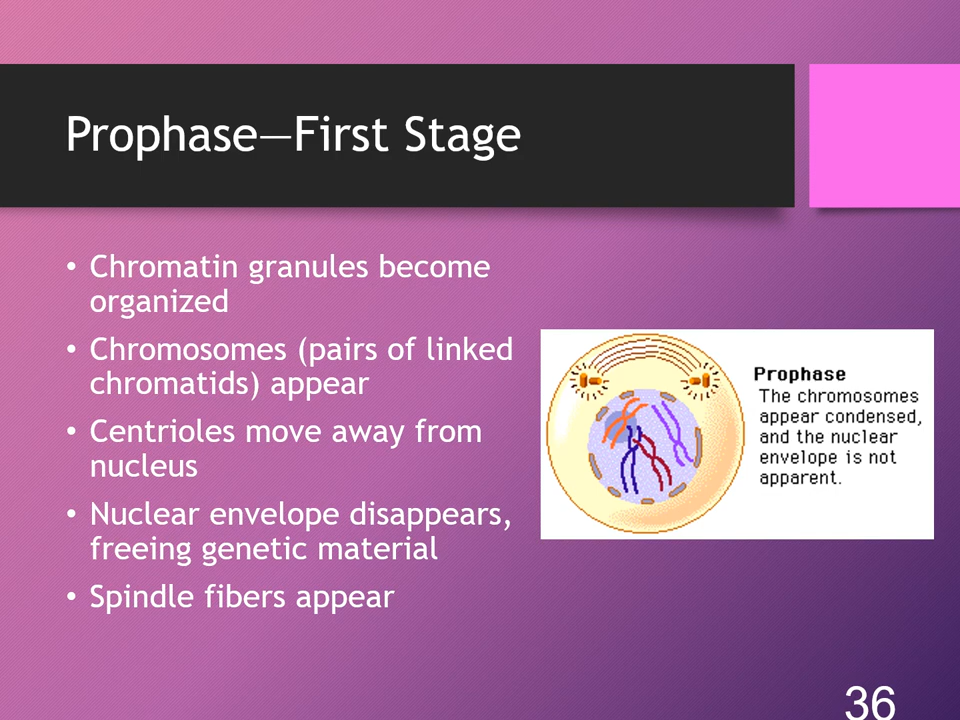 Prophase—First Stage
• Chromatin granules become
organized
• Chromosomes (pairs of linked
chromatids) appear
• Centrioles move away from
nucleus
• Nuclear envelope disappears,
freeing genetic material
• Spindle fibers appear
Prophase
The chromosomes
appear condensed,
and the nuclear
envelope is not
apparent.
36